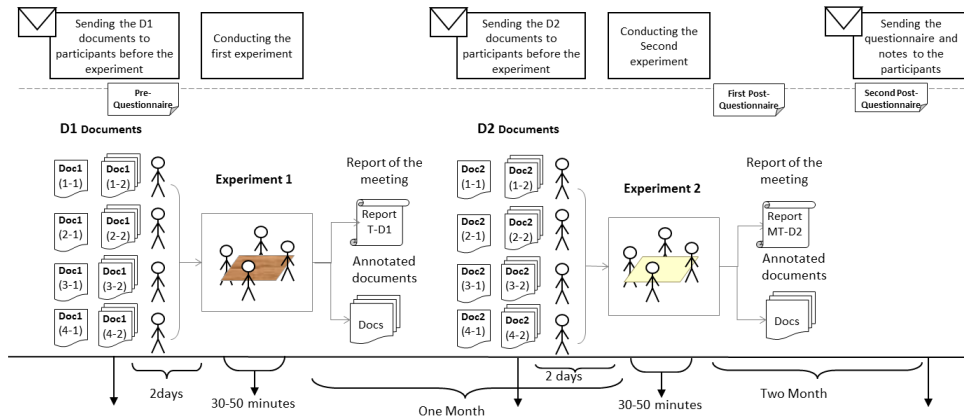 Sending the D1
documents to
participants before the
experiment
Conducting the
first experiment
Sending the D2
documents to
participants before the
experiment
Conducting the
Second
experiment
Sending the
questionnaire and
notes to the
participants
Pre-
Questionnaire
First Post-
Questionnaire
Second Post-
Questionnaire
D1 Documents
Doc1
(1-1)
Doc1
(1-2)
Doc1
(2-1)
Doc1
(2-2)
Doc1
(3-1)
Doc1
(3-2)
Doc1
(4-1)
Doc1
(4-2)
Experiment 1
Report of the
meeting
Report
T-D1
Annotated
documents
Docs
D2 Documents
Doc2
(1-1)
Doc2
(1-2)
Doc2
(2-1)
Doc2
(2-2)
Doc2
(3-1)
Doc2
(3-2)
Doc2
(4-1)
Doc2
(4-2)
Experiment 2
Report of the
meeting
Report
MT-D2
Annotated
documents
Docs
2days
30-50 minutes
One Month
2 days
30-50 minutes
Two Month